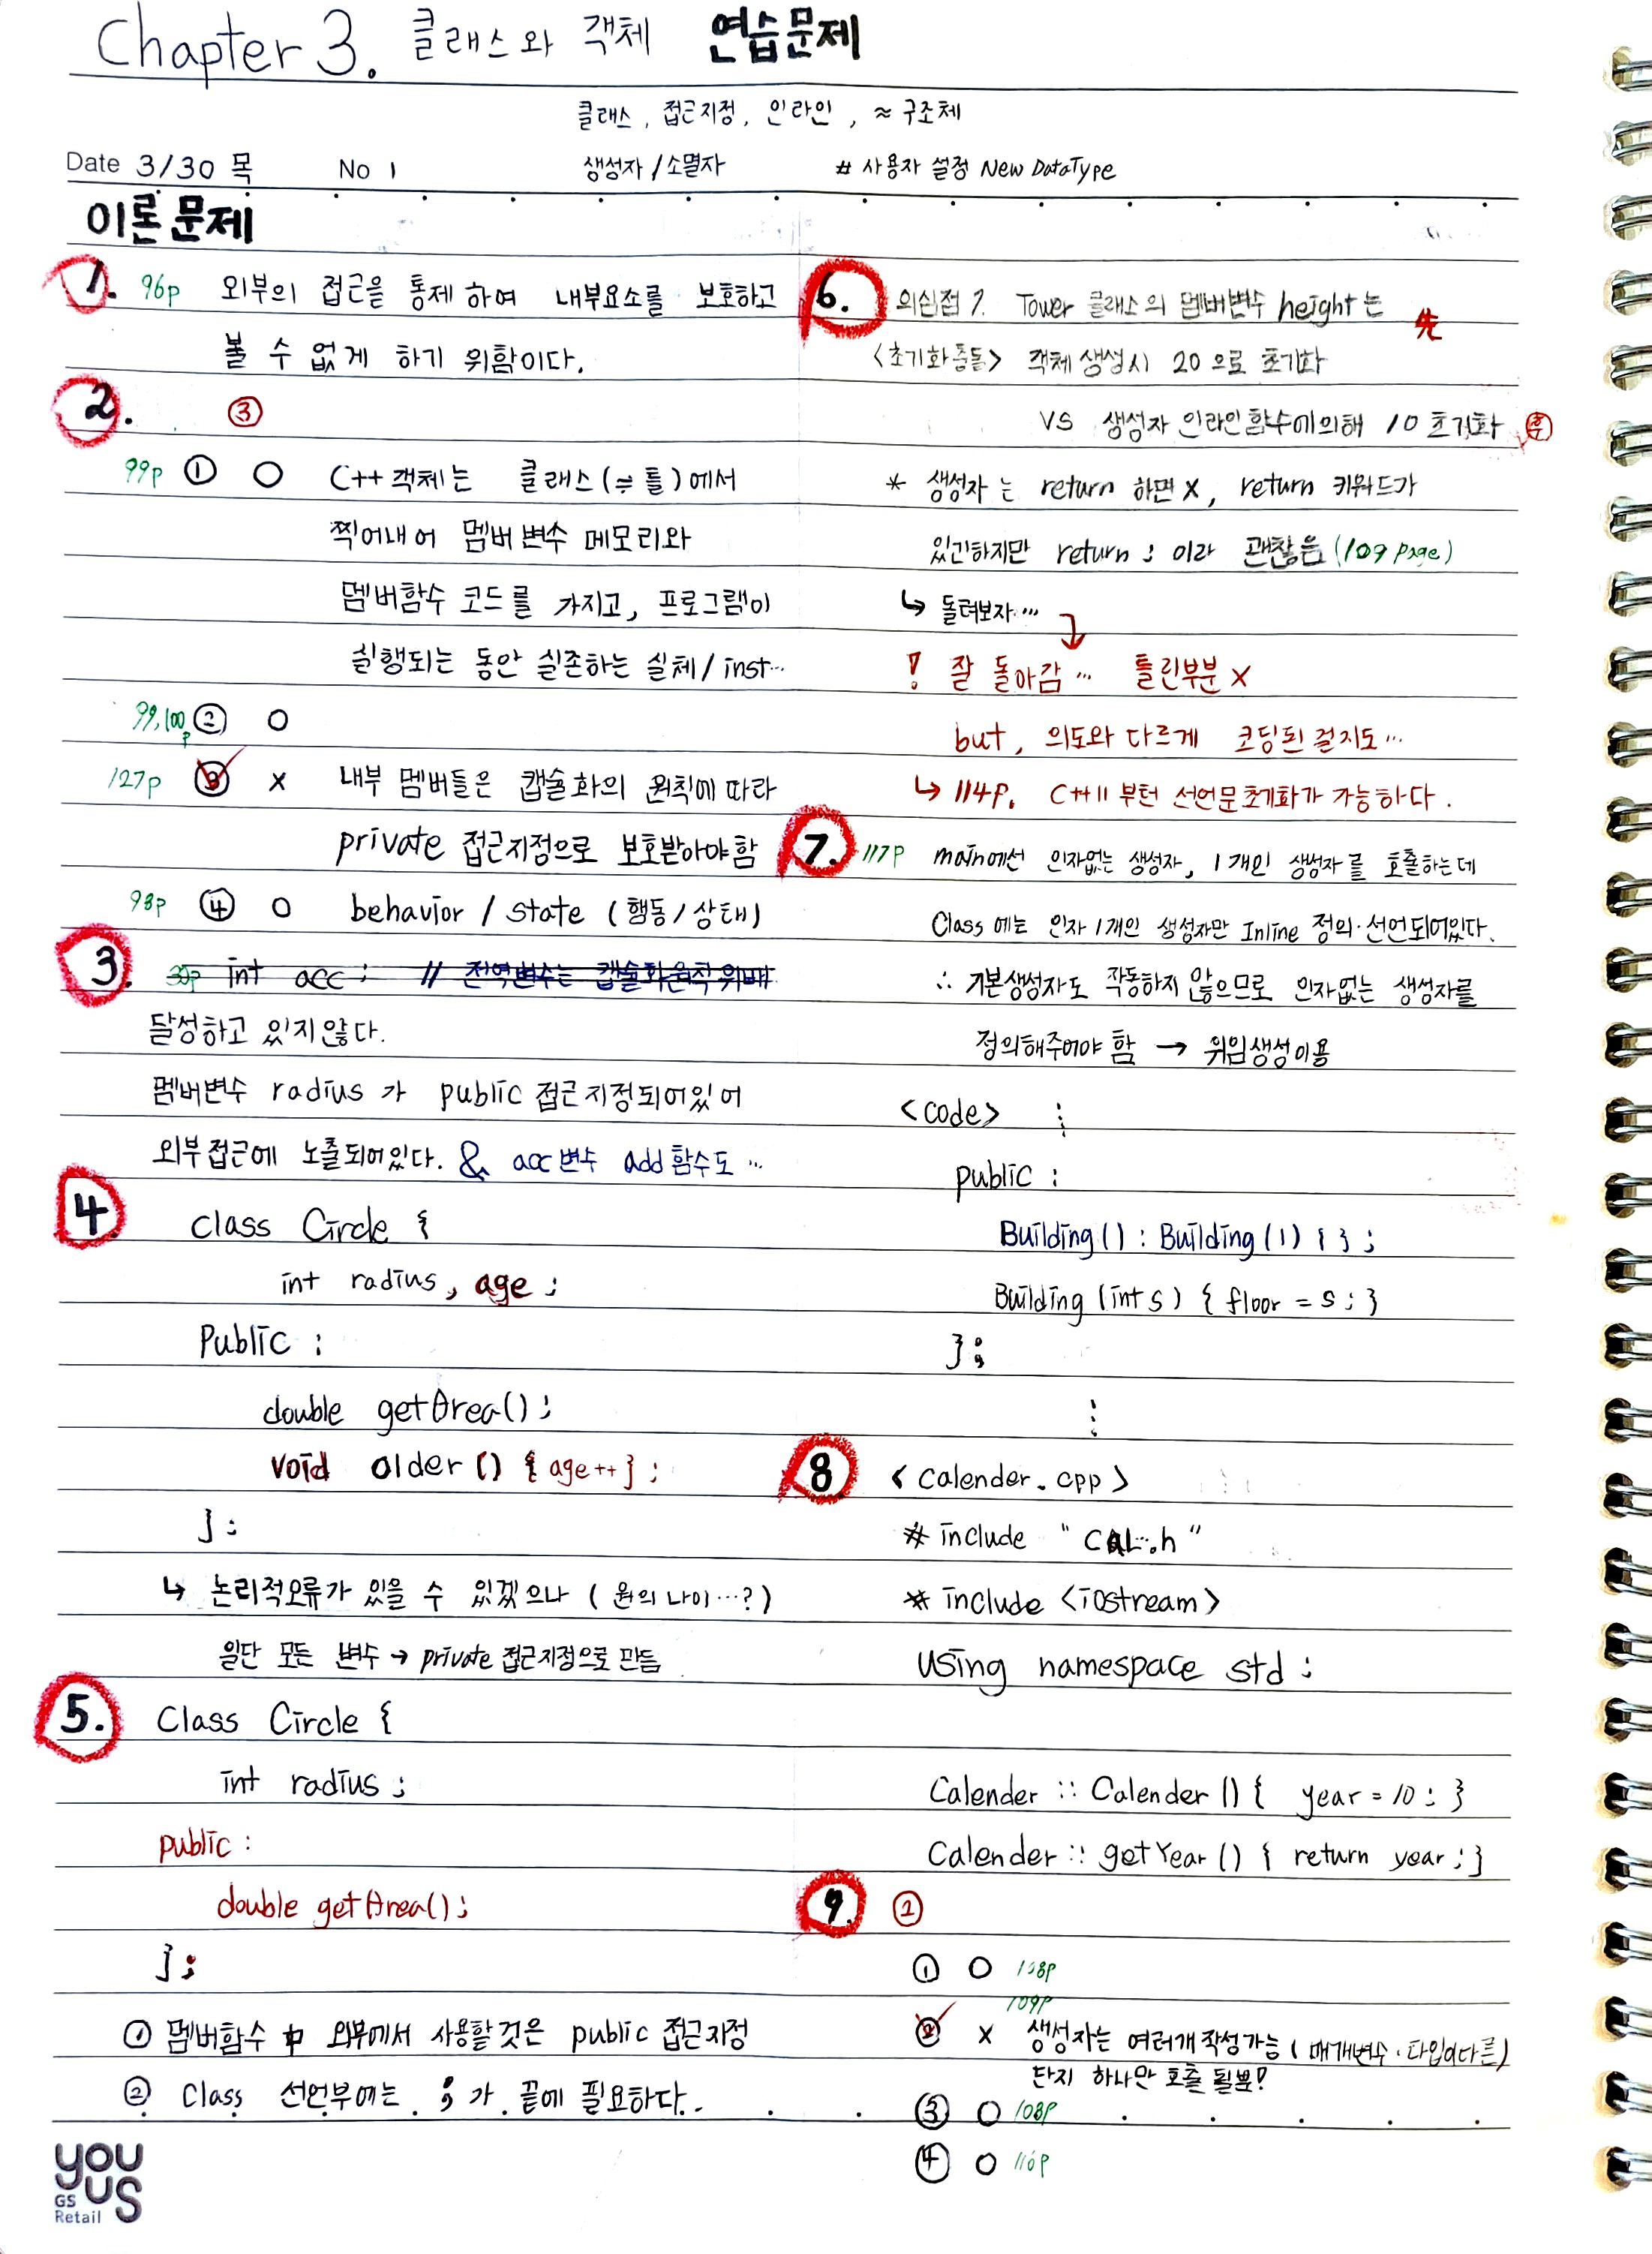 Chapter 3. 클래스와 객체 연습문제
클래스, 접근지정, 인라인, ≈구조체
Date 3/30 목 No 1 생성자/소멸자 # 사용자 설정 New DataType
이론문제
1. 96p 외부의 접근을 통제하여 내부요소를 보호하고
볼 수 없게 하기 위함이다.
2. ③
99p ① O C++객체는 클래스(≒틀)에서
찍어내어 멤버변수 메모리와
멤버함수 코드를 가지고, 프로그램이
실행되는 동안 실존하는 실체/inst…
99,100p ② O
127p ③ x 내부 멤버들은 캡슐화의 원칙에 따라
private 접근지정으로 보호받아야함
98p ④ O behavior / state (행동/상태)
3. 39p int acc; // 전역변수는 캡슐화원칙위배
달성하고 있지않다.
멤버변수 radius 가 public 접근지정되어있어
외부접근에 노출되어있다. & acc변수 add함수도…
4. class Circle {
int radius, age;
Public :
double getArea();
void older() { age++ };
};
↳ 논리적오류가 있을 수 있겠으나 (원의 나이…?)
일단 모든 변수 → private 접근지정으로 만듦
5. Class Circle {
int radius;
public:
double getArea();
};
① 멤버함수 中 외부에서 사용할것은 public 접근지정
② Class 선언부에는 ; 가 끝에 필요하다.
6. 의심점 1. Tower 클래스의 멤버변수 height는 先
<초기화충돌> 객체생성시 20으로 초기화
VS 생성자 인라인함수에의해 10초기화 ㊟
* 생성자는 return 하면 X, return 키워드가
있긴하지만 return; 이라 괜찮음 (109 page)
↳ 돌려보자…
! 잘 돌아감… 틀린부분 X
but, 의도와 다르게 코딩된 걸지도…
↳ 114P. C++11부턴 선언문초기화가 가능하다.
7. 117P main에선 인자없는 생성자, 1개인 생성자를 호출하는데
Class에는 인자1개인 생성자만 Inline 정의·선언되어있다.
∴ 기본생성자도 작동하지 않으므로 인자없는 생성자를
정의해주어야 함 → 위임생성이용
<code> ⋮
public :
Building() : Building(1) { };
Building(int s) { floor = s; }
};
⋮
8 <calender.cpp>
#include "CAL.h"
#include <iostream>
using namespace std;
Calender :: Calender() { year = 10; }
Calender :: getYear() { return year; }
9. ②
① O 108P
109P
② x 생성자는 여러개작성가능 (매개변수·타입이다른)
단지 하나만 호출 될뿐!
③ O 108P
④ O 110P
you us
GS
Retail